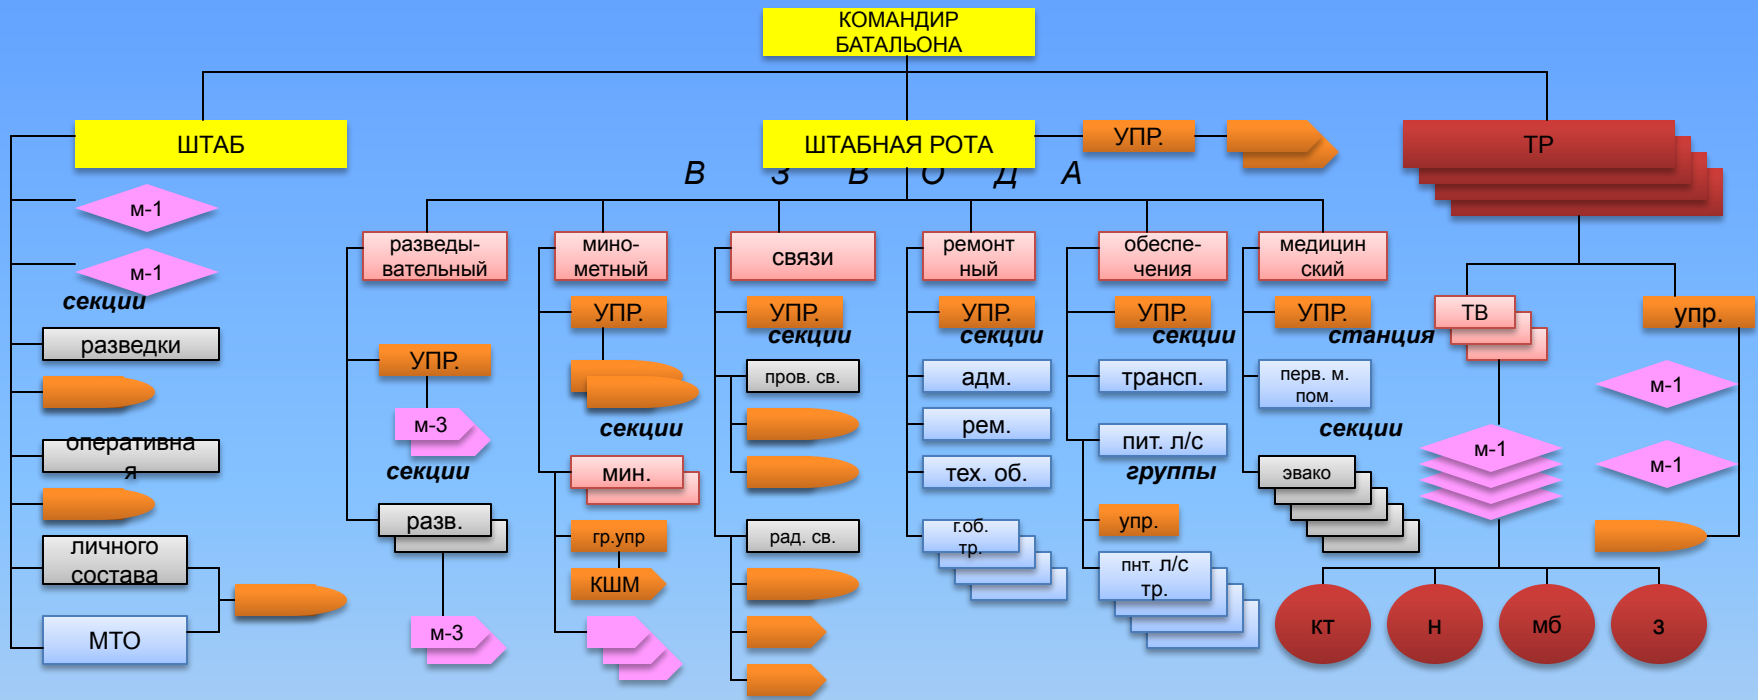 КОМАНДИР
БАТАЛЬОНА
ШТАБ
ШТАБНАЯ РОТА
УПР.
ТР
В З В О Д А
м-1
м-1
секции
разведки
оперативна
я
личного
состава
МТО
разведы-
вательный
УПР.
м-3
секции
разв.
м-3
мино-
метный
УПР.
секции
мин.
гр.упр
КШМ
связи
УПР.
секции
пров. св.
рад. св.
ремонт
ный
УПР.
секции
адм.
рем.
тех. об.
г.об.
тр.
обеспе-
чения
УПР.
секции
трансп.
пит. л/с
группы
упр.
пнт. л/с
тр.
медицин
ский
УПР.
станция
перв. м.
пом.
секции
эвако
ТВ
м-1
кт
н
мб
з
упр.
м-1
м-1